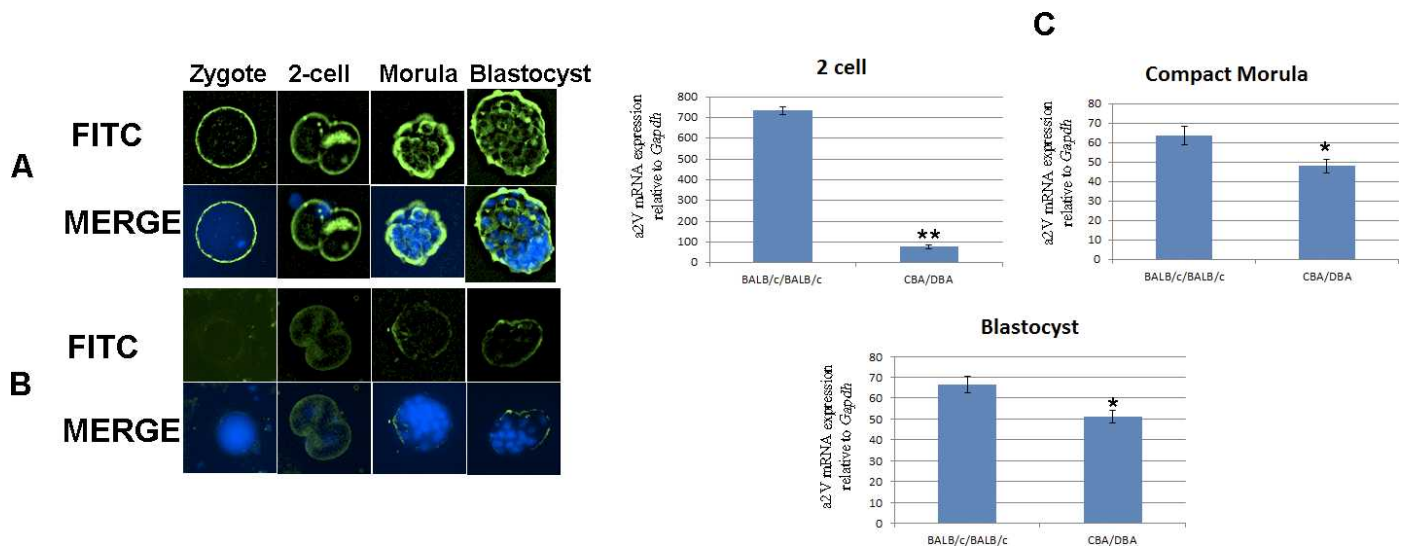 A
Zygote 2-cell Morula Blastocyst
FITC
MERGE
B
FITC
MERGE
C
2 cell
a2V mRNA expression
relative to Gapdh
800
700
600
500
400
300
200
100
0
**
BALB/c/BALB/c CBA/DBA
Compact Morula
a2V mRNA expression
relative to Gapdh
80
70
60
50
40
30
20
10
0
*
BALB/c/BALB/c CBA/DBA
Blastocyst
a2V mRNA expression
relative to Gapdh
80
70
60
50
40
30
20
10
0
*
BALB/c/BALB/c CBA/DBA